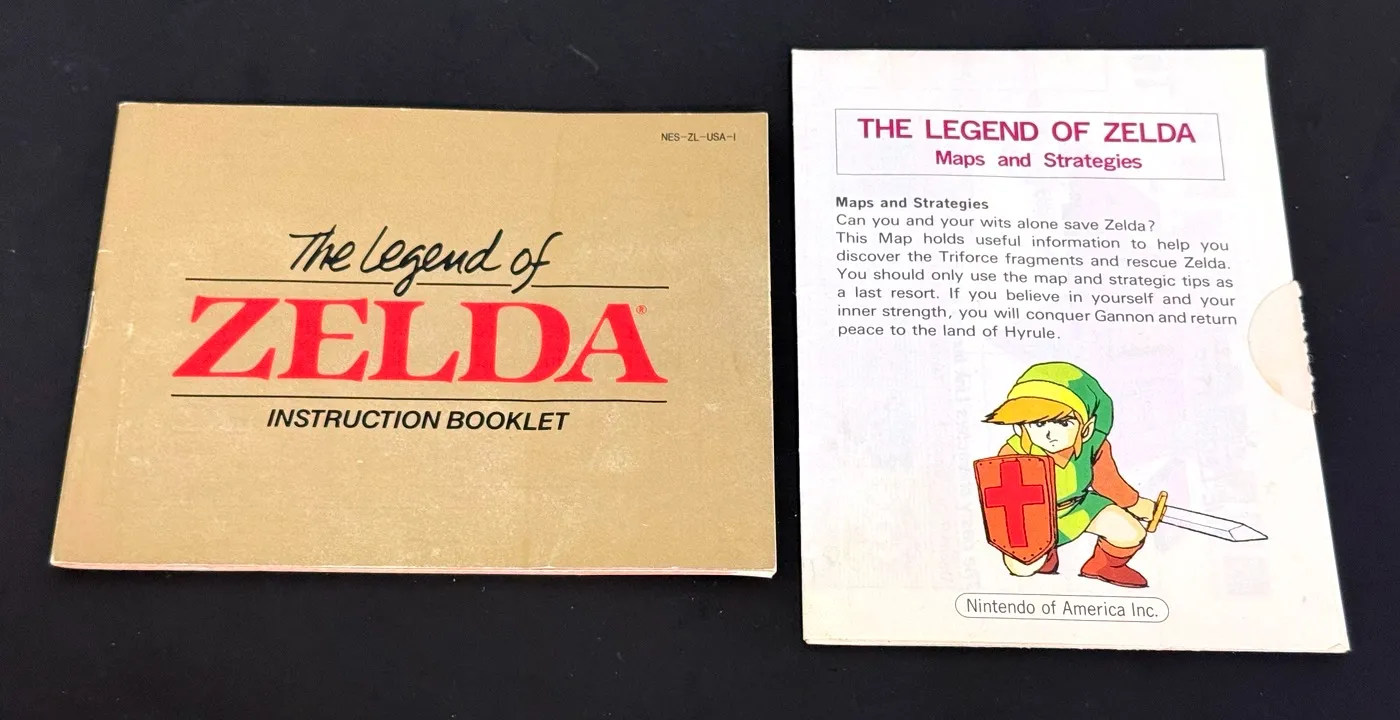 NES-ZL-USA-1
The Legend of
ZELDA®
INSTRUCTION BOOKLET
THE LEGEND OF ZELDA
Maps and Strategies
Maps and Strategies
Can you and your wits alone save Zelda?
This Map holds useful information to help you
discover the Triforce fragments and rescue Zelda.
You should only use the map and strategic tips as
a last resort. If you believe in yourself and your
inner strength, you will conquer Gannon and return
peace to the land of Hyrule.
Nintendo of America Inc.